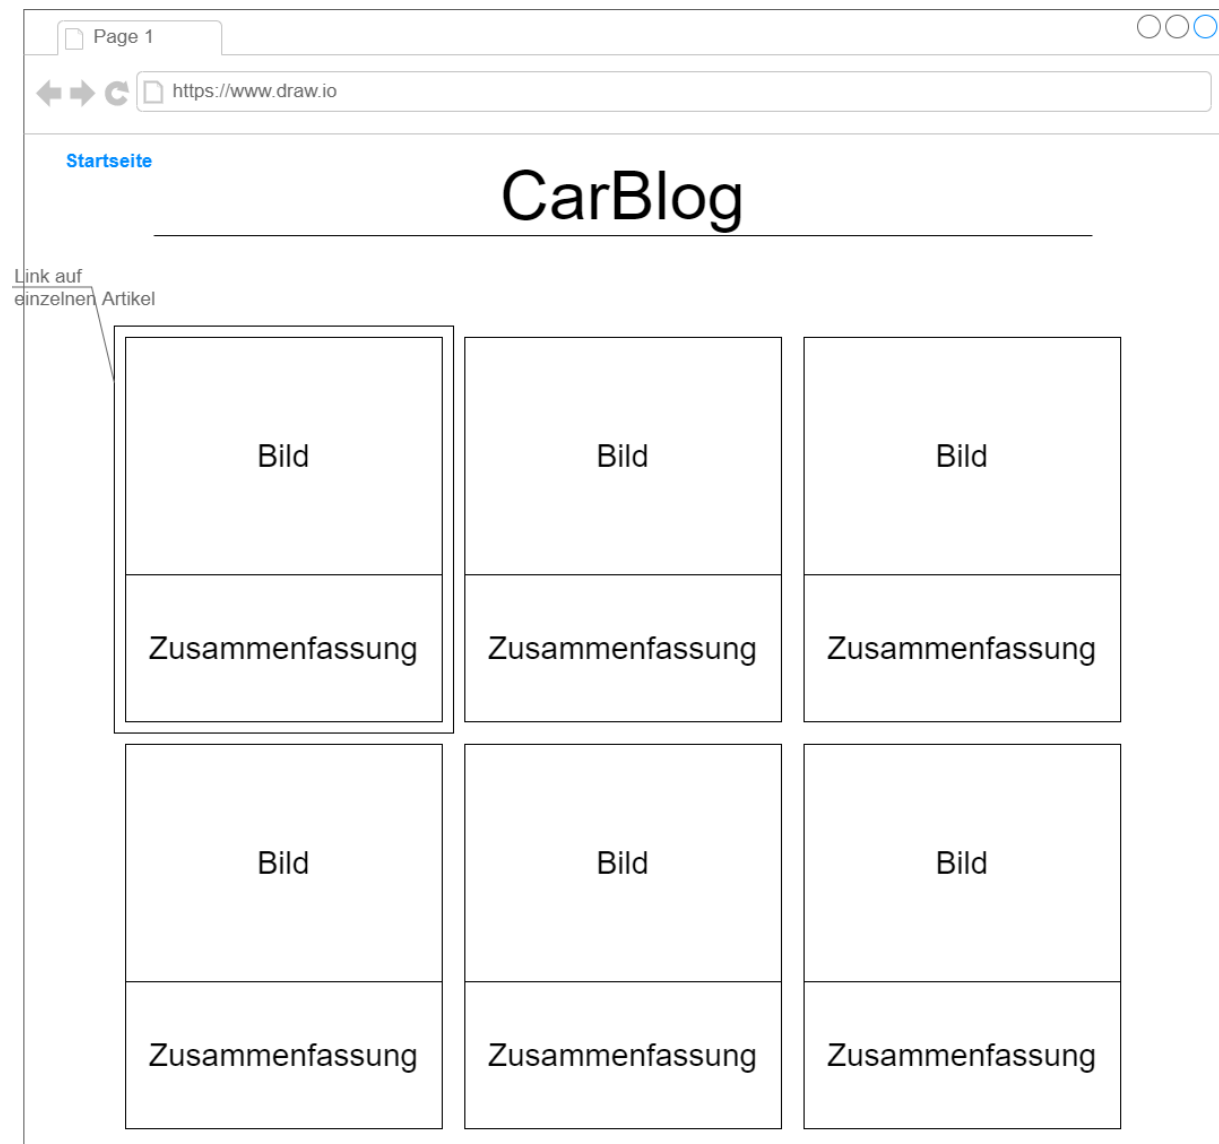 Page 1
https://www.draw.io
Startseite
CarBlog
Link auf
einzelnen Artikel
Bild
Bild
Bild
Zusammenfassung
Zusammenfassung
Zusammenfassung
Bild
Bild
Bild
Zusammenfassung
Zusammenfassung
Zusammenfassung